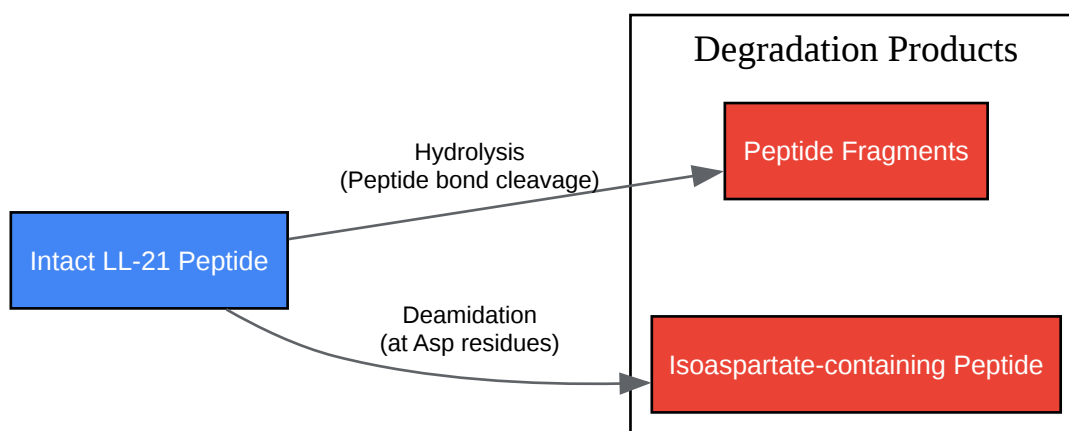 Degradation Products
Peptide Fragments
Hydrolysis
(Peptide bond cleavage)
Intact LL-21 Peptide
Deamidation
(at Asp residues)
Isoaspartate-containing Peptide